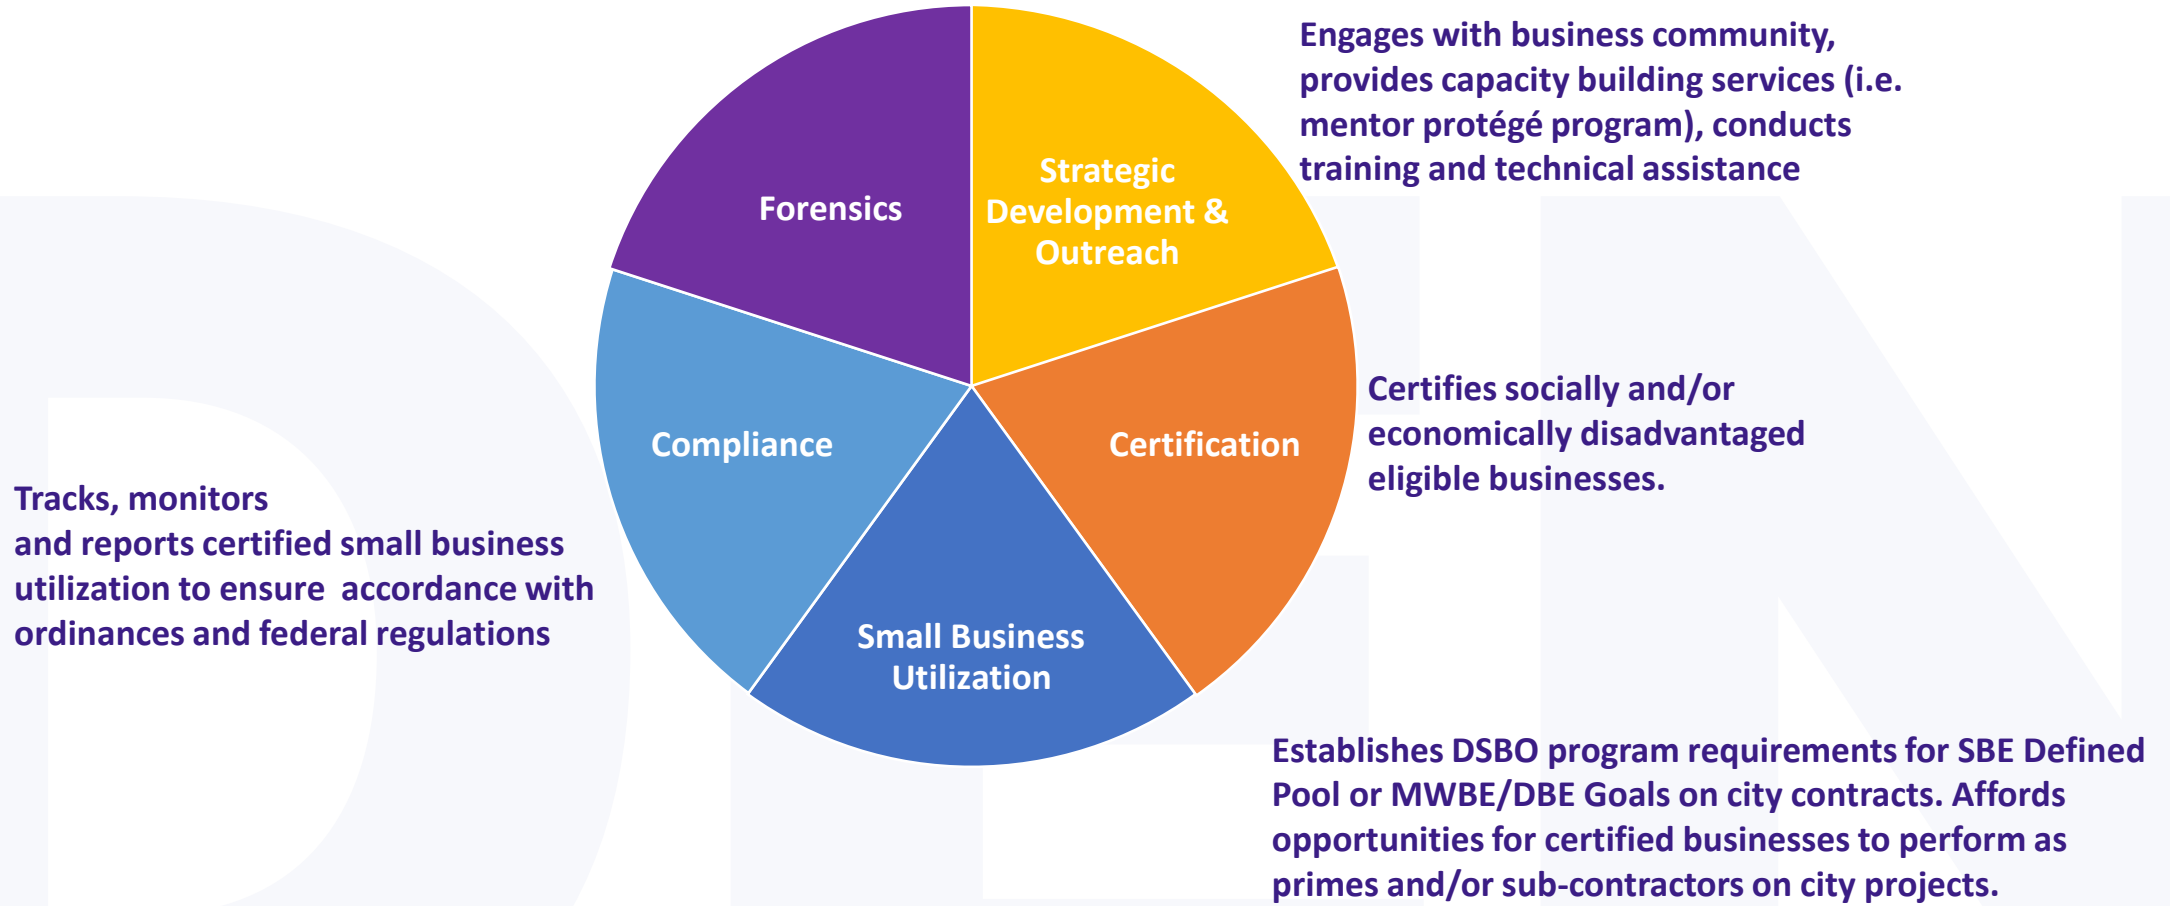 Engages with business community,
provides capacity building services (i.e.
mentor protégé program), conducts
training and technical assistance
Strategic
Development &
Outreach
Forensics
Certifies socially and/or
economically disadvantaged
eligible businesses.
Certification
Compliance
Tracks, monitors
and reports certified small business
utilization to ensure  accordance with
ordinances and federal regulations
Small Business
Utilization
Establishes DSBO program requirements for SBE Defined
Pool or MWBE/DBE Goals on city contracts. Affords
opportunities for certified businesses to perform as
primes and/or sub-contractors on city projects.
DEN